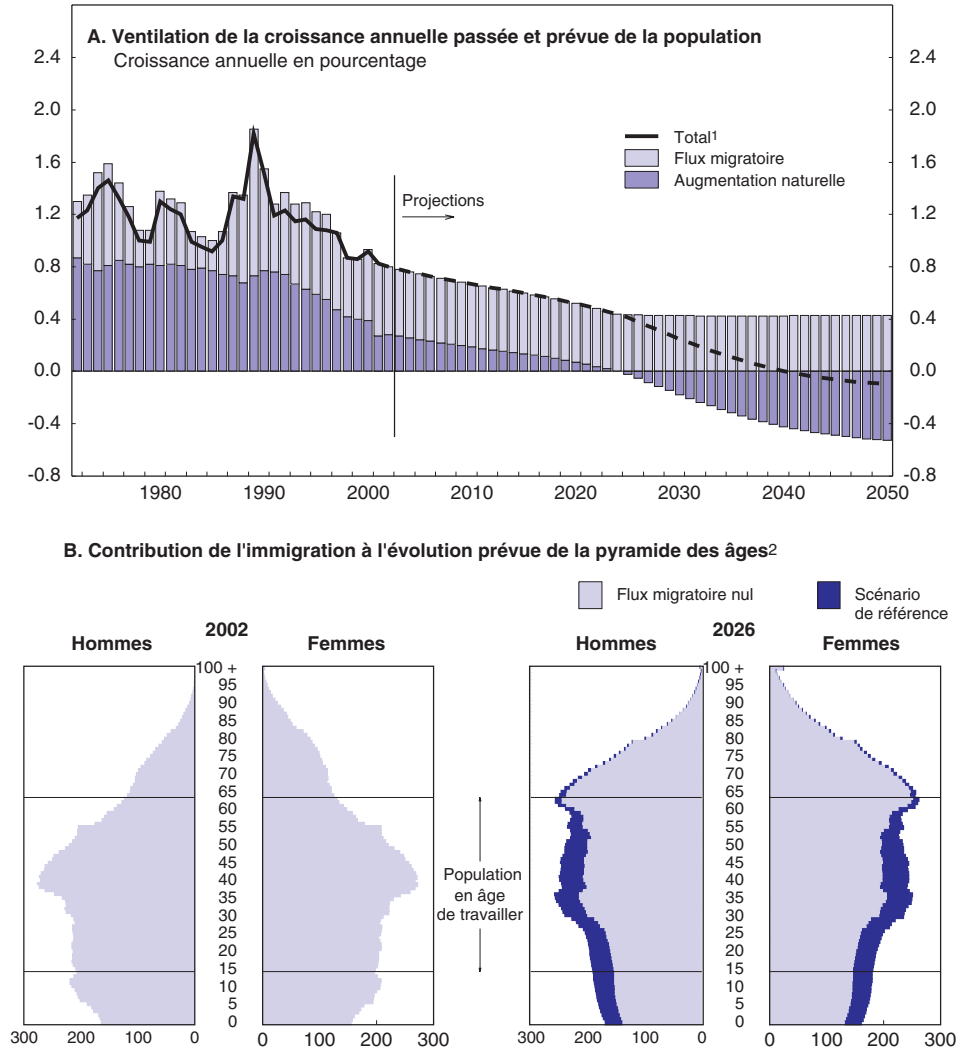 A. Ventilation de la croissance annuelle passée et prévue de la population
Croissance annuelle en pourcentage
2.4 2.4
2.0 2.0
1.6 1.6
1.2 1.2
0.8 0.8
0.4 0.4
0.0 0.0
-0.4 -0.4
-0.8 -0.8
Total1
Flux migratoire
Augmentation naturelle
Projections
1980 1990 2000 2010 2020 2030 2040 2050
B. Contribution de l'immigration à l'évolution prévue de la pyramide des âges2
Flux migratoire nul
Scénario
de référence
2002
Hommes Femmes
2026
Hommes Femmes
100 + 100 +
95 95
90 90
85 85
80 80
75 75
70 70
65 65
60 60
55 55
50 50
45 45
40 40
35 35
30 30
25 25
20 20
15 15
10 10
5 5
0 0
Population
en âge
de travailler
300 200 100 0 0 100 200 300
300 200 100 0 0 100 200 300